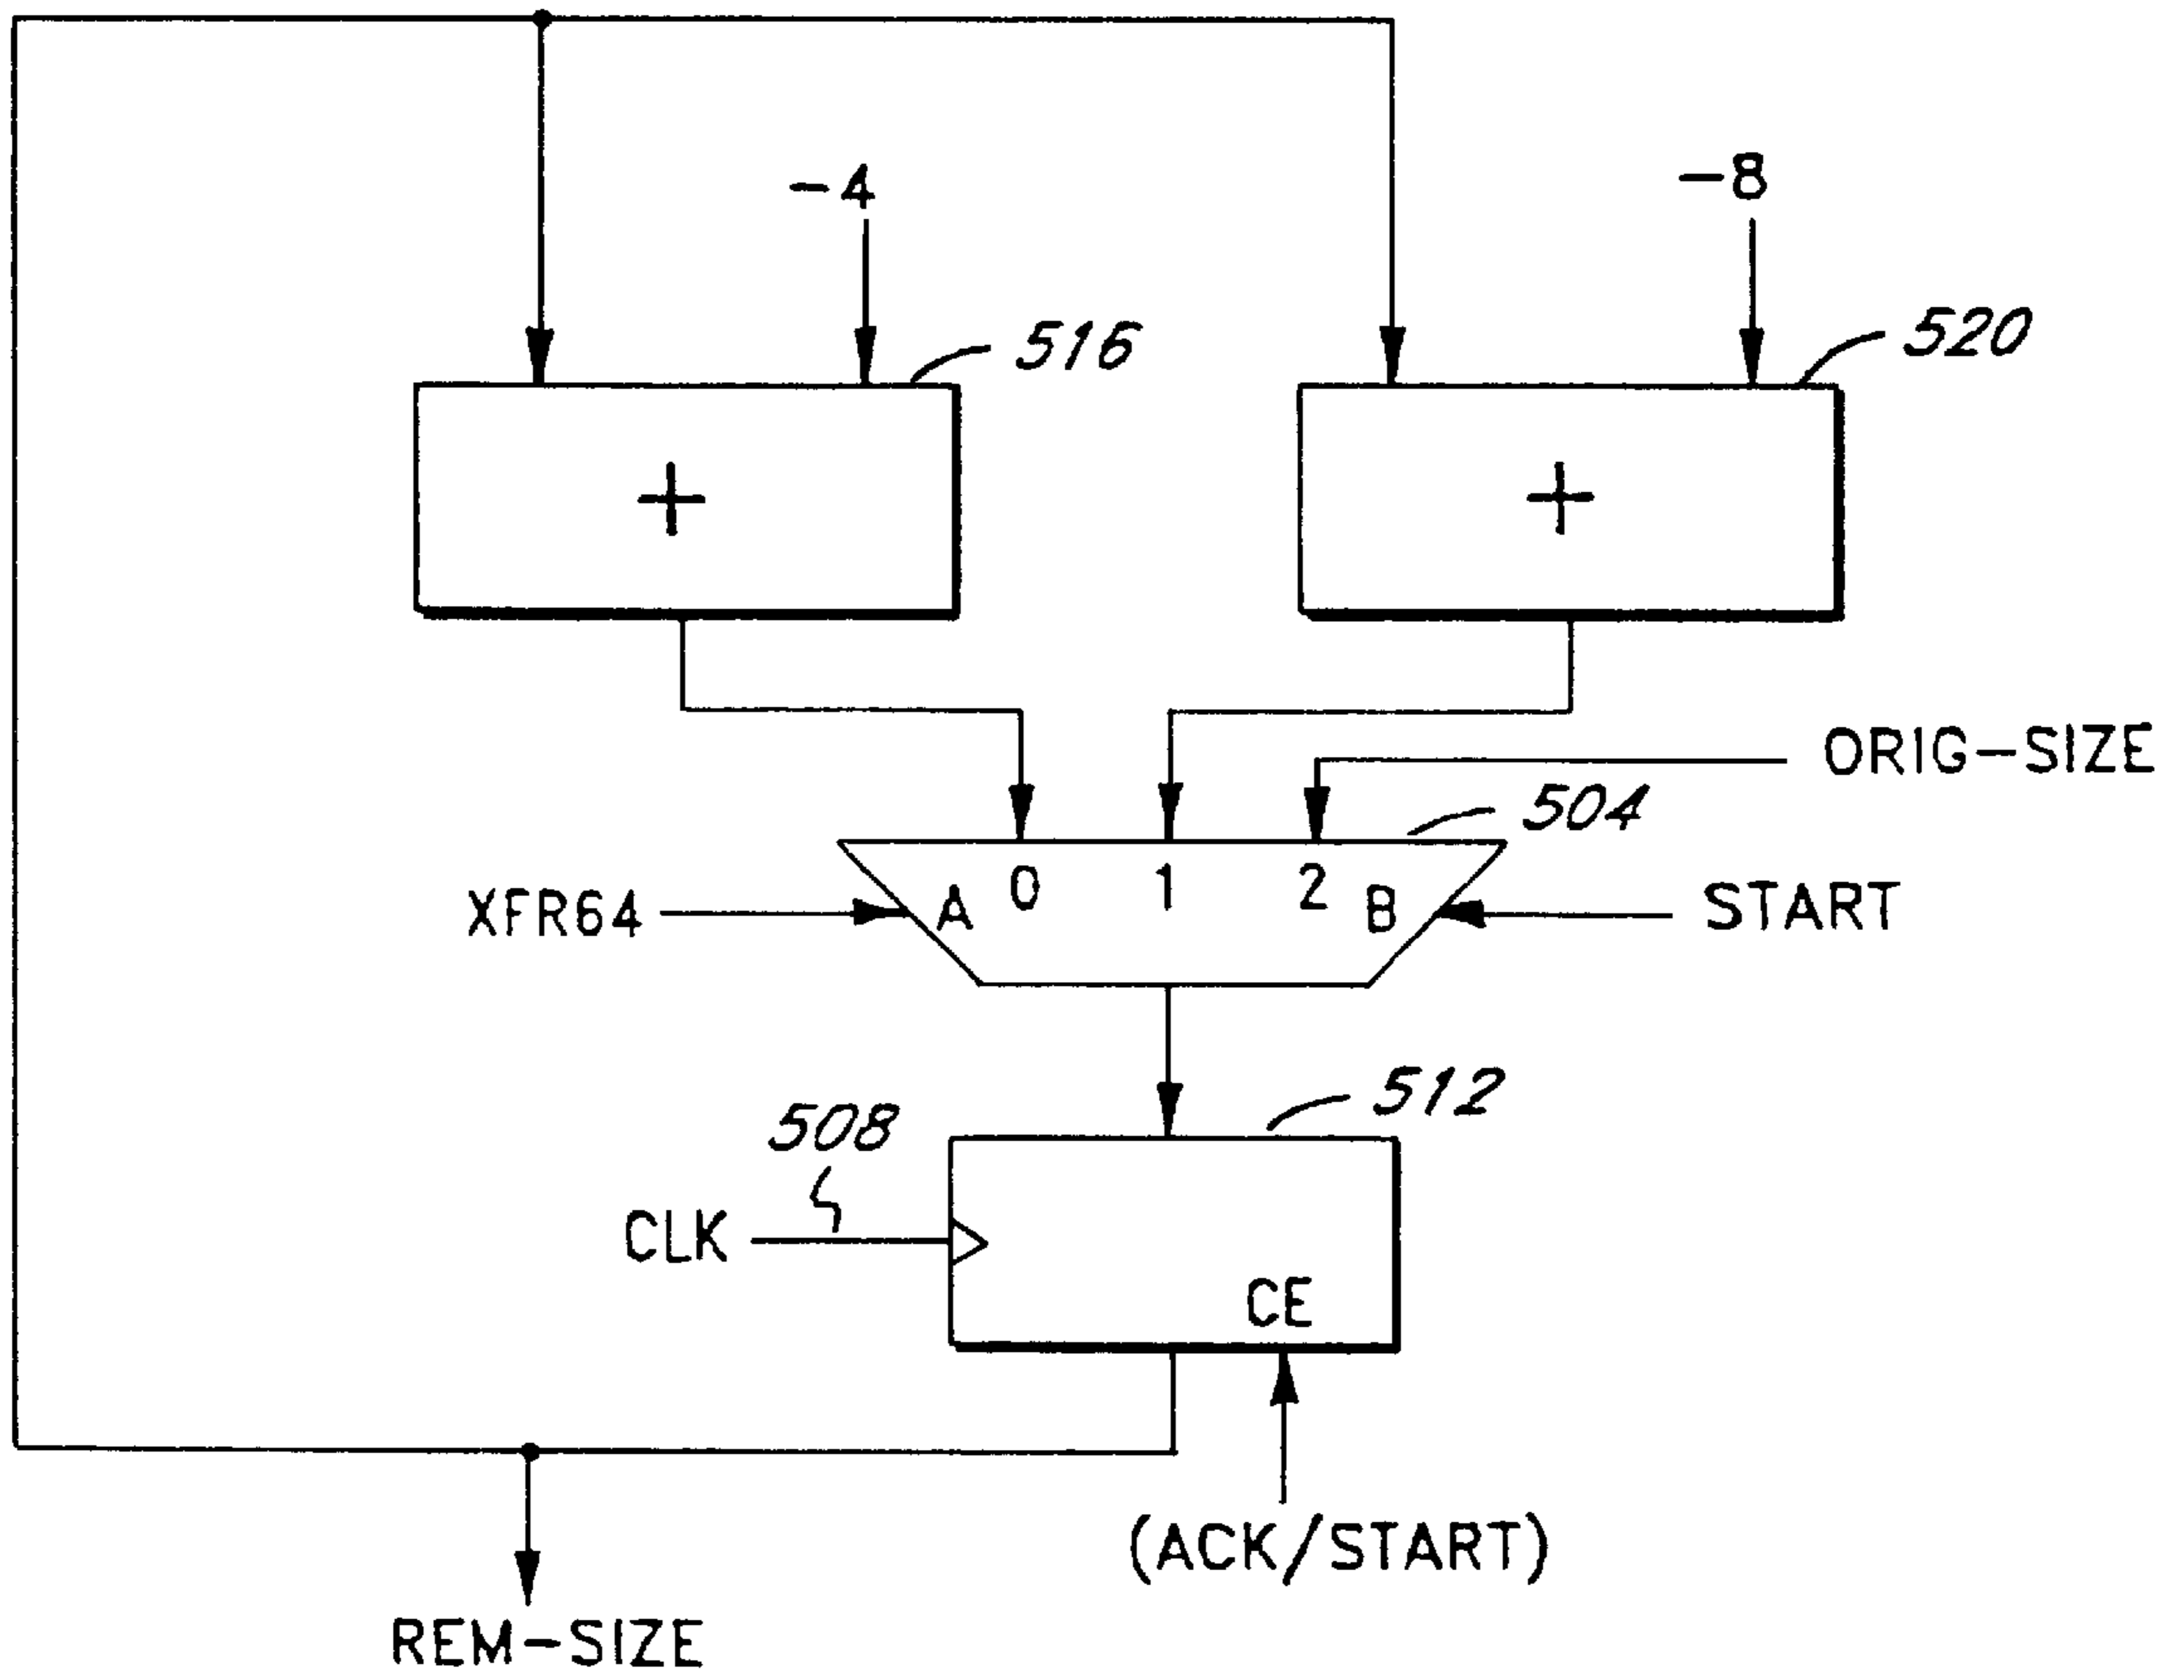 -4
-8
516
520
+
+
ORIG-SIZE
504
XFR64
A
0
1
2
B
START
512
508
CLK
CE
(ACK/START)
REM-SIZE